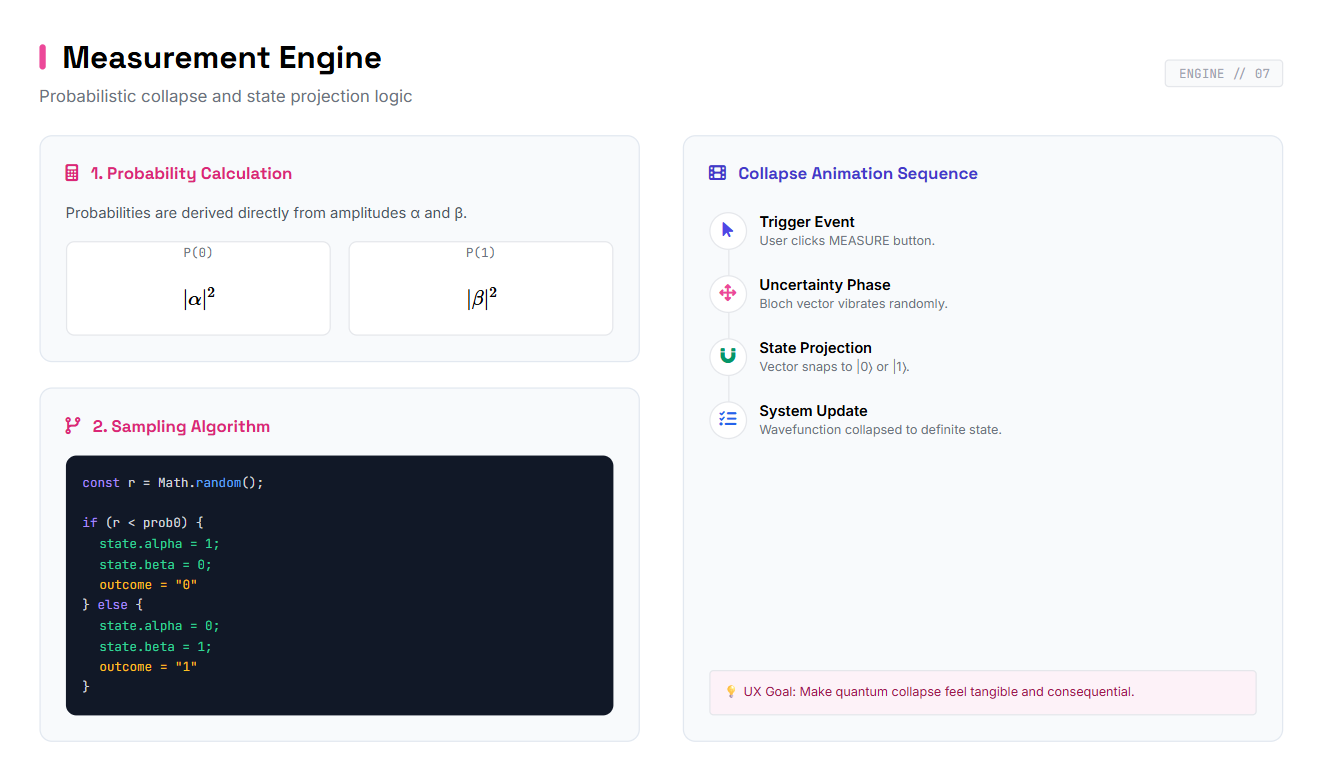 Measurement Engine
Probabilistic collapse and state projection logic
ENGINE // 07
1. Probability Calculation
Probabilities are derived directly from amplitudes α and β.
P(0)
|α|²
P(1)
|β|²
2. Sampling Algorithm
const r = Math.random();
if (r < prob0) {
state.alpha = 1;
state.beta = 0;
outcome = "0"
} else {
state.alpha = 0;
state.beta = 1;
outcome = "1"
}
Collapse Animation Sequence
Trigger Event
User clicks MEASURE button.
Uncertainty Phase
Bloch vector vibrates randomly.
State Projection
Vector snaps to |0⟩ or |1⟩.
System Update
Wavefunction collapsed to definite state.
💡 UX Goal: Make quantum collapse feel tangible and consequential.